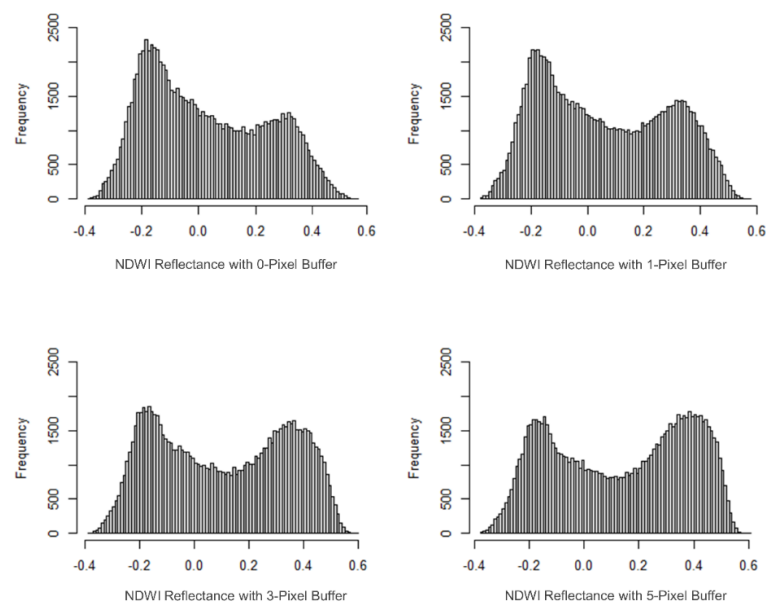 2500
1500
500
0
Frequency
-0.4 -0.2 0.0 0.2 0.4 0.6
NDWI Reflectance with 0-Pixel Buffer
2500
1500
500
0
Frequency
-0.4 -0.2 0.0 0.2 0.4 0.6
NDWI Reflectance with 1-Pixel Buffer
2500
1500
500
0
Frequency
-0.4 -0.2 0.0 0.2 0.4 0.6
NDWI Reflectance with 3-Pixel Buffer
2500
1500
500
0
Frequency
-0.4 -0.2 0.0 0.2 0.4 0.6
NDWI Reflectance with 5-Pixel Buffer